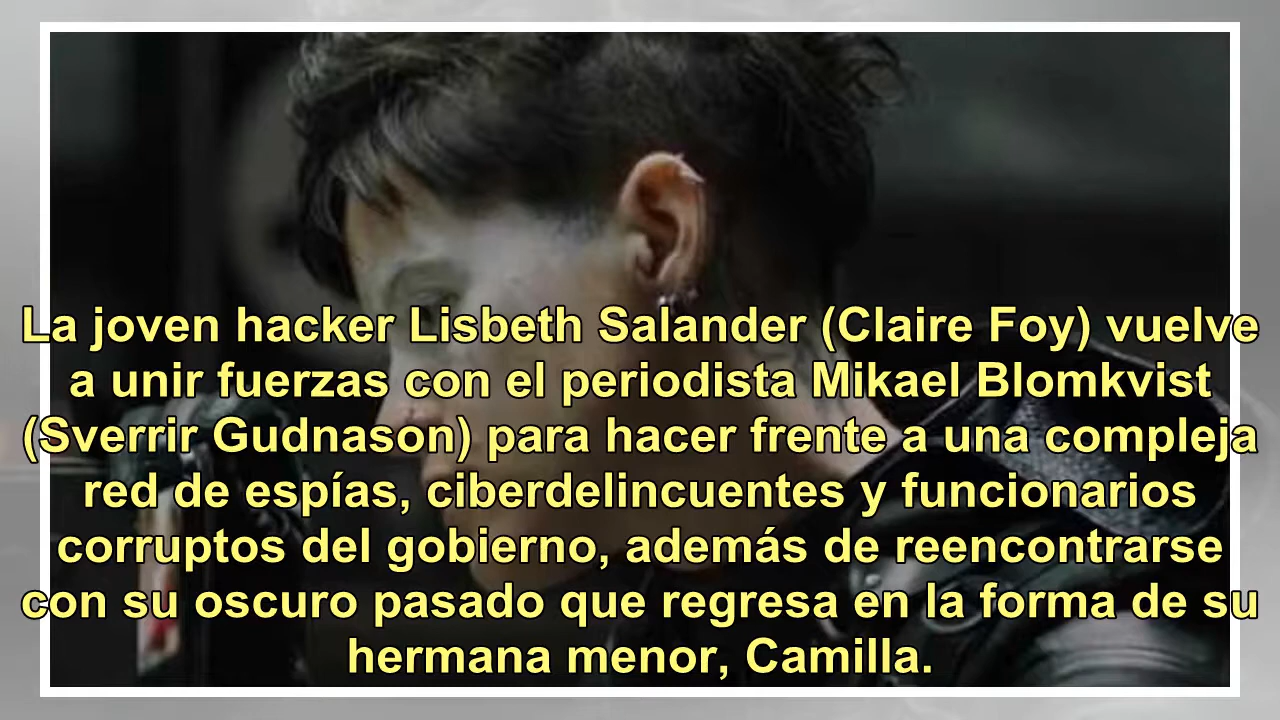 La joven hacker Lisbeth Salander (Claire Foy) vuelve
a unir fuerzas con el periodista Mikael Blomkvist
(Sverrir Gudnason) para hacer frente a una compleja
red de espías, ciberdelincuentes y funcionarios
corruptos del gobierno, además de reencontrarse
con su oscuro pasado que regresa en la forma de su
hermana menor, Camilla.